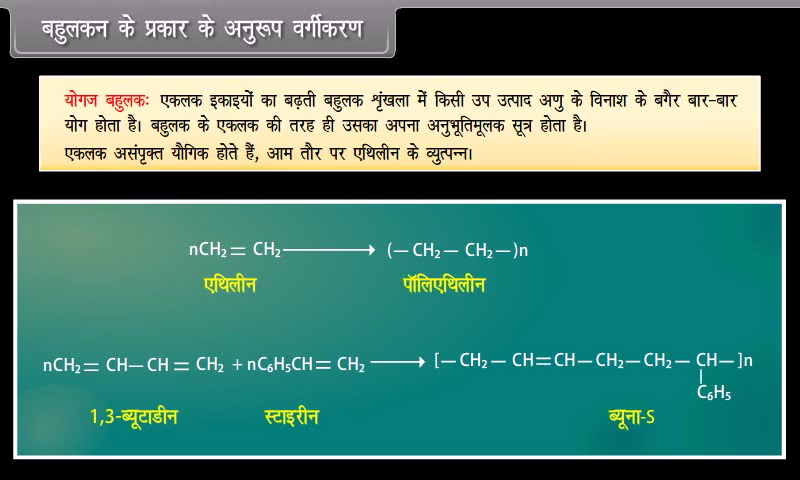 बहुलकन के प्रकार के अनुरूप वर्गीकरण
योगज बहुलकः एकलक इकाइयों का बढ़ती बहुलक शृंखला में किसी उप उत्पाद अणु के विनाश के बगैर बार-बार
योग होता है। बहुलक के एकलक की तरह ही उसका अपना अनुभूतिमूलक सूत्र होता है।
एकलक असंपृक्त यौगिक होते हैं, आम तौर पर एथिलीन के व्युत्पन्न।
nCH₂＝CH₂⟶(—CH₂—CH₂—)n
एथिलीन पॉलिएथिलीन
nCH₂＝CH—CH＝CH₂ + nC₆H₅CH＝CH₂⟶[—CH₂—CH＝CH—CH₂—CH₂—CH—]n
C₆H₅
1,3-ब्यूटाडीन स्टाइरीन ब्यूना-S